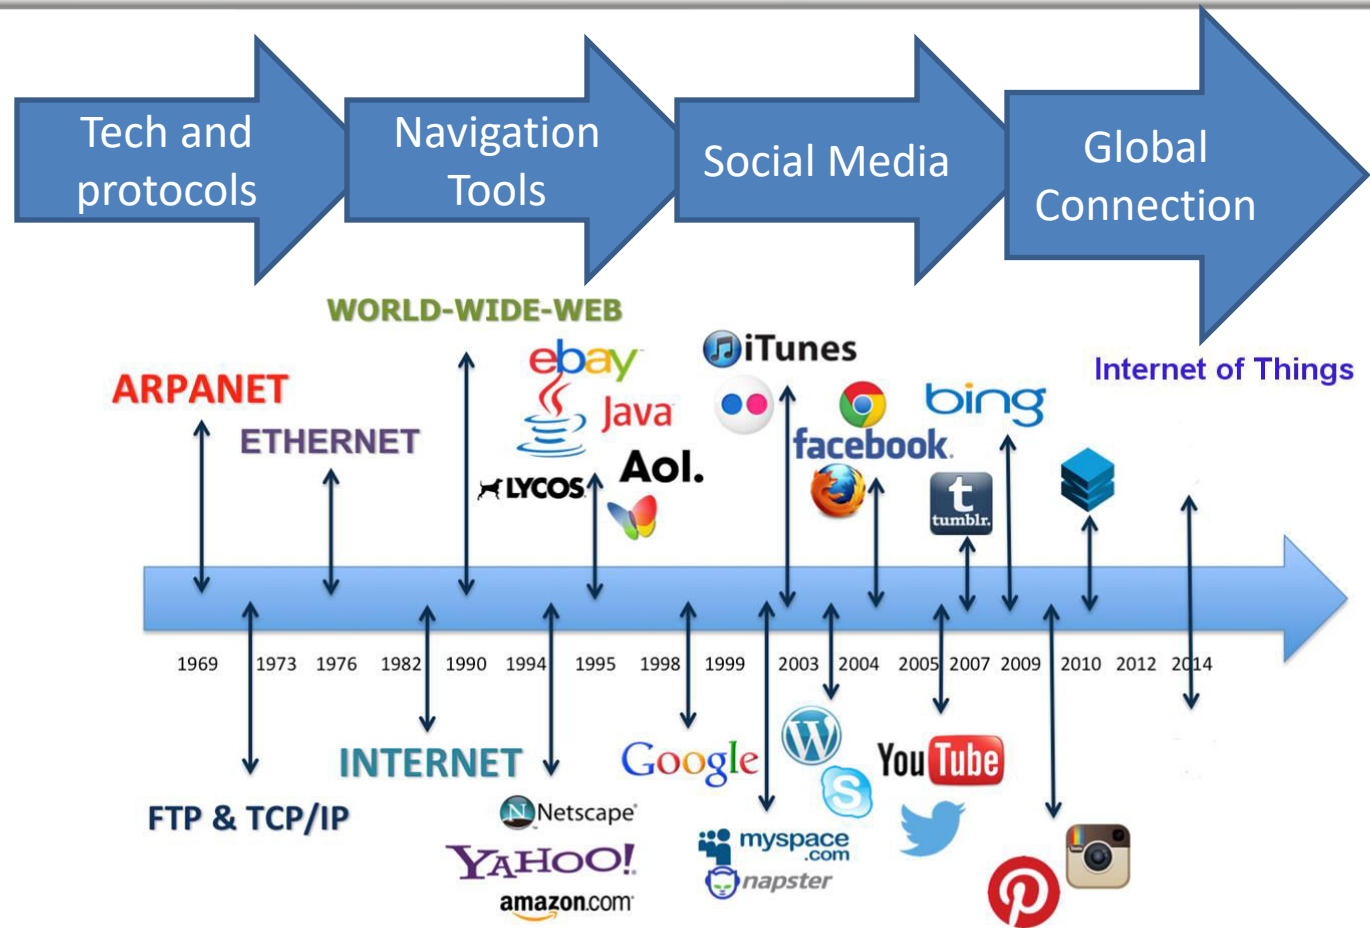 Tech and
protocols
Navigation
Tools
Social Media
Global
Connection
WORLD-WIDE-WEB
ebay
iTunes
Internet of Things
ARPANET
Java
bing
ETHERNET
facebook.
Aol.
LYCOS
t
tumblr.
1969 1973 1976 1982 1990 1994 1995 1998 1999 2003 2004 2005 2007 2009 2010 2012 2014
INTERNET
Google
W
You Tube
S
FTP & TCP/IP
N Netscape
YAHOO!
myspace
.com
napster
amazon.com
P